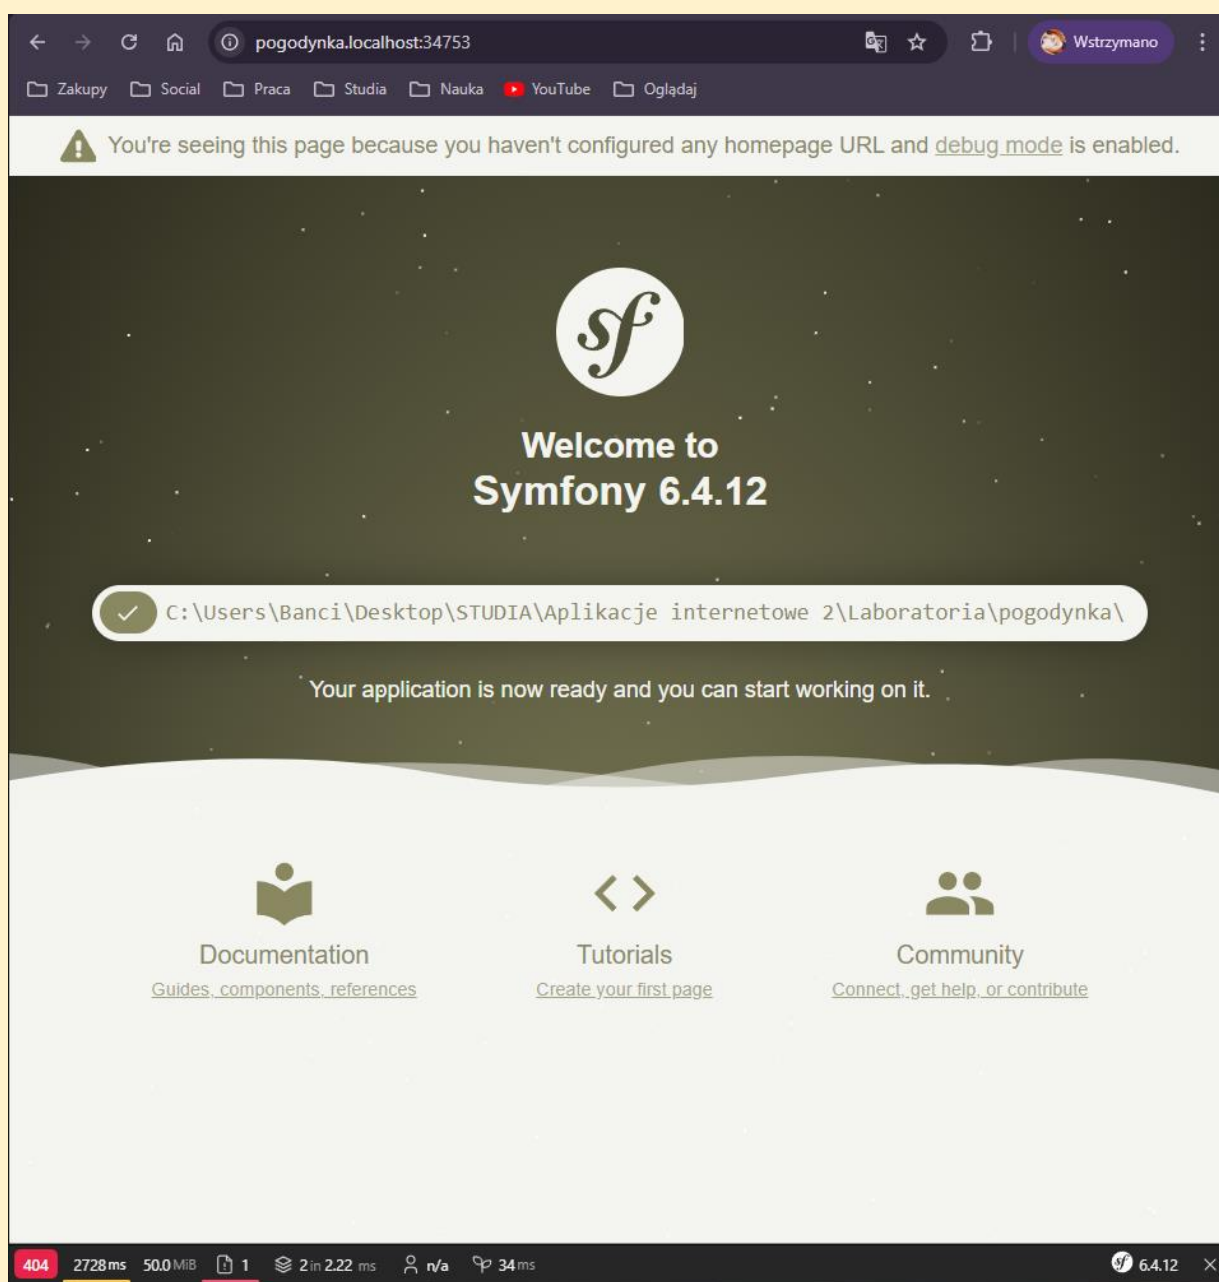 pogodynka.localhost:34753
Wstrzymano
Zakupy Social Praca Studia Nauka YouTube Oglądaj
You're seeing this page because you haven't configured any homepage URL and debug mode is enabled.
sf
Welcome to
Symfony 6.4.12
C:\Users\Banci\Desktop\STUDIA\Aplikacje internetowe 2\Laboratoria\pogodynka\
Your application is now ready and you can start working on it.
Documentation Tutorials Community
Guides, components, references Create your first page Connect, get help, or contribute
404 2728 ms 50.0 MiB 1 2 in 2.22 ms n/a 34 ms sf 6.4.12